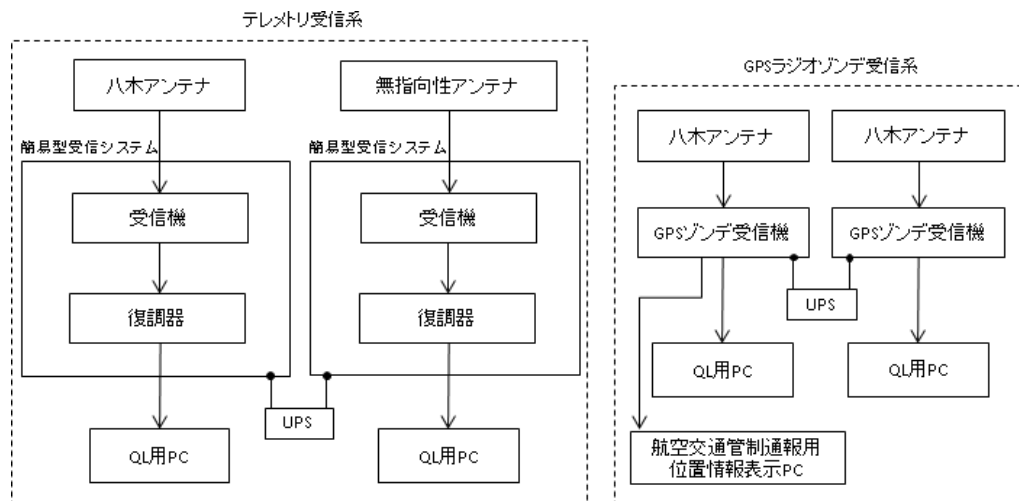 テレメトリ受信系
八木アンテナ
無指向性アンテナ
簡易型受信システム
簡易型受信システム
受信機
受信機
復調器
復調器
UPS
QL用PC
QL用PC
GPSラジオゾンデ受信系
八木アンテナ
八木アンテナ
GPSゾンデ受信機
GPSゾンデ受信機
UPS
QL用PC
QL用PC
航空交通管制通報用
位置情報表示PC